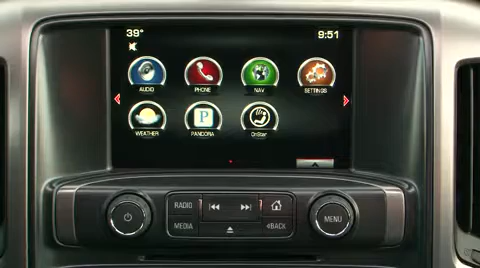 39° 9:51
AUDIO PHONE NAV SETTINGS
P
WEATHER PANDORA OnStar
RADIO
MEDIA <BACK
MENU